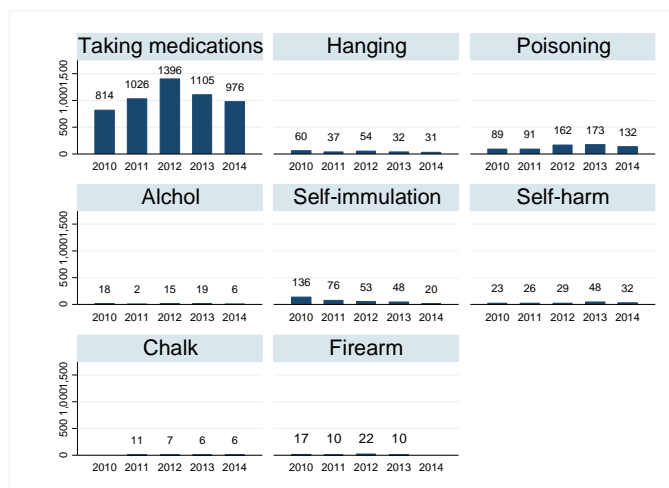 Taking medications Hanging Poisoning
0 500 1,000 1,500
814 1026 1396 1105 976
2010 2011 2012 2013 2014
60 37 54 32 31
2010 2011 2012 2013 2014
89 91 162 173 132
2010 2011 2012 2013 2014
Alchol Self-immulation Self-harm
0 500 1,000 1,500
18 2 15 19 6
2010 2011 2012 2013 2014
136 76 53 48 20
2010 2011 2012 2013 2014
23 26 29 48 32
2010 2011 2012 2013 2014
Chalk Firearm
0 500 1,000 1,500
11 7 6 6
2010 2011 2012 2013 2014
17 10 22 10
2010 2011 2012 2013 2014